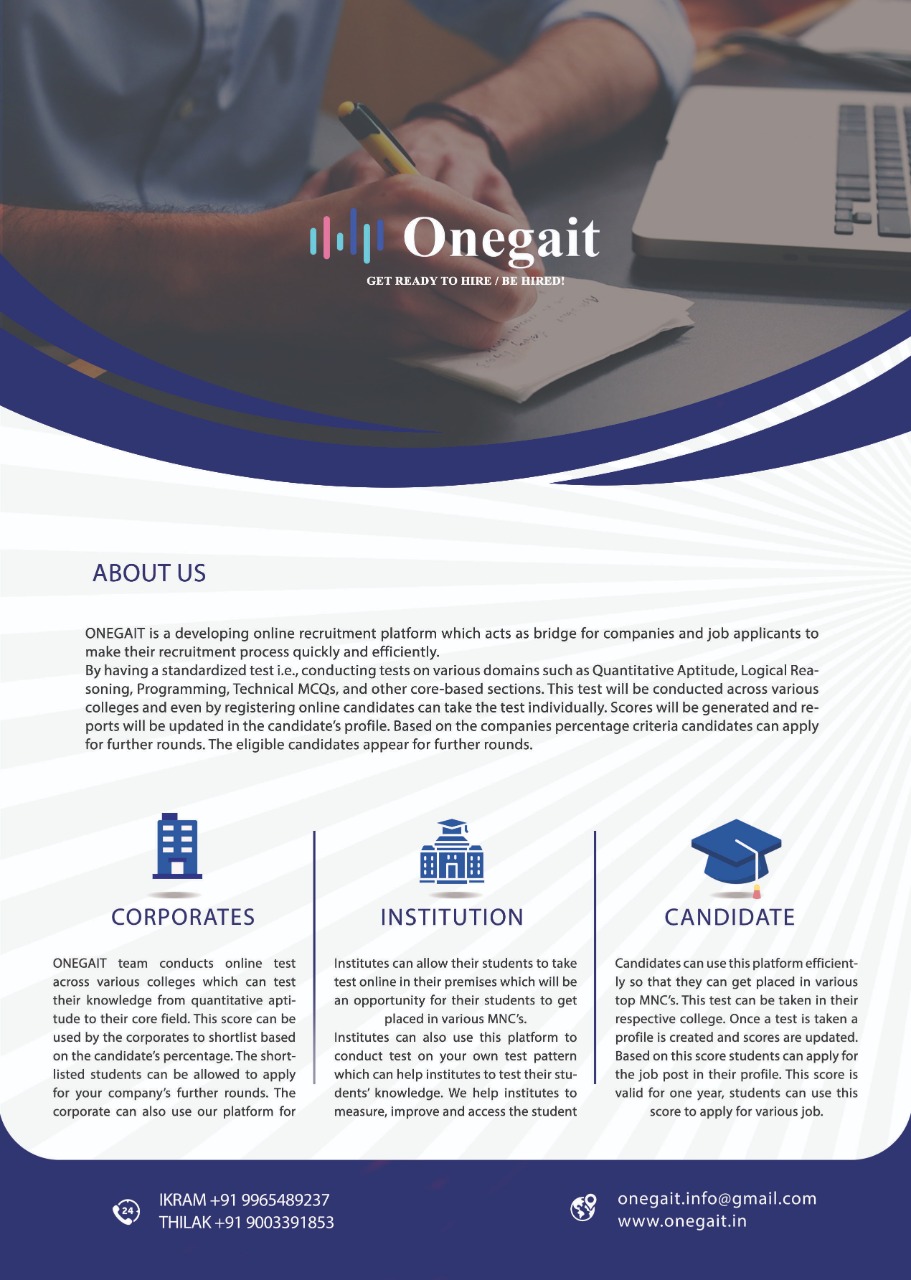 Onegait
GET READY TO HIRE / BE HIRED!
ABOUT US
ONEGAIT is a developing online recruitment platform which acts as bridge for companies and job applicants to
make their recruitment process quickly and efficiently.
By having a standardized test i.e., conducting tests on various domains such as Quantitative Aptitude, Logical Rea-
soning, Programming, Technical MCQs, and other core-based sections. This test will be conducted across various
colleges and even by registering online candidates can take the test individually. Scores will be generated and re-
ports will be updated in the candidate's profile. Based on the companies percentage criteria candidates can apply
for further rounds. The eligible candidates appear for further rounds.
CORPORATES
ONEGAIT team conducts online test
across various colleges which can test
their knowledge from quantitative apti-
tude to their core field. This score can be
used by the corporates to shortlist based
on the candidate's percentage. The short-
listed students can be allowed to apply
for your company's further rounds. The
corporate can also use our platform for
INSTITUTION
Institutes can allow their students to take
test online in their premises which will be
an opportunity for their students to get
placed in various MNC's.
Institutes can also use this platform to
conduct test on your own test pattern
which can help institutes to test their stu-
dents' knowledge. We help institutes to
measure, improve and access the student
CANDIDATE
Candidates can use this platform efficient-
ly so that they can get placed in various
top MNC's. This test can be taken in their
respective college. Once a test is taken a
profile is created and scores are updated.
Based on this score students can apply for
the job post in their profile. This score is
valid for one year, students can use this
score to apply for various job.
24
IKRAM +91 9965489237
THILAK +91 9003391853
onegait.info@gmail.com
www.onegait.in